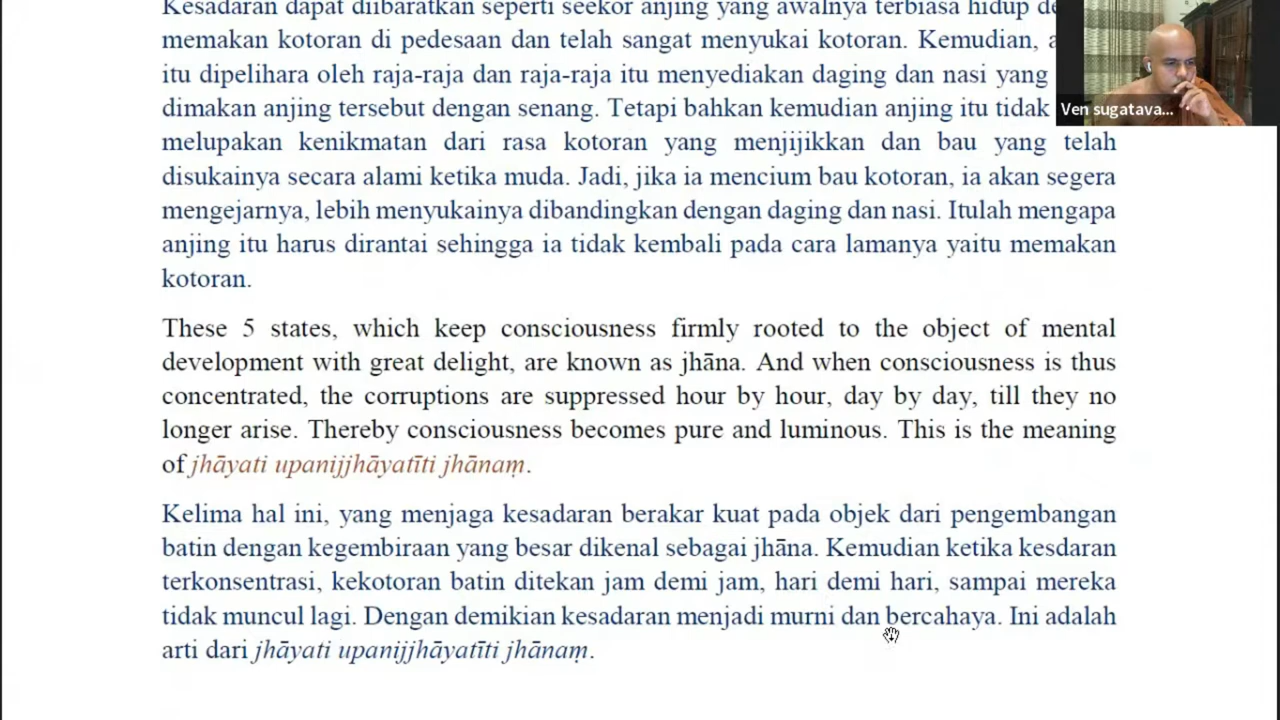 Kesadaran dapat diibaratkan seperti seekor anjing yang awalnya terbiasa hidup
memakan kotoran di pedesaan dan telah sangat menyukai kotoran. Kemudian,
itu dipelihara oleh raja-raja dan raja-raja itu menyediakan daging dan nasi yang
dimakan anjing tersebut dengan senang. Tetapi bahkan kemudian anjing itu tidak
melupakan kenikmatan dari rasa kotoran yang menjijikkan dan bau yang telah
disukainya secara alami ketika muda. Jadi, jika ia mencium bau kotoran, ia akan segera
mengejarnya, lebih menyukainya dibandingkan dengan daging dan nasi. Itulah mengapa
anjing itu harus dirantai sehingga ia tidak kembali pada cara lamanya yaitu memakan
kotoran.
These 5 states, which keep consciousness firmly rooted to the object of mental
development with great delight, are known as jhāna. And when consciousness is thus
concentrated, the corruptions are suppressed hour by hour, day by day, till they no
longer arise. Thereby consciousness becomes pure and luminous. This is the meaning
of jhāyati upanijjhāyatīti jhānaṃ.
Kelima hal ini, yang menjaga kesadaran berakar kuat pada objek dari pengembangan
batin dengan kegembiraan yang besar dikenal sebagai jhāna. Kemudian ketika kesdaran
terkonsentrasi, kekotoran batin ditekan jam demi jam, hari demi hari, sampai mereka
tidak muncul lagi. Dengan demikian kesadaran menjadi murni dan bercahaya. Ini adalah
arti dari jhāyati upanijjhāyatīti jhānaṃ.
Ven sugatava...